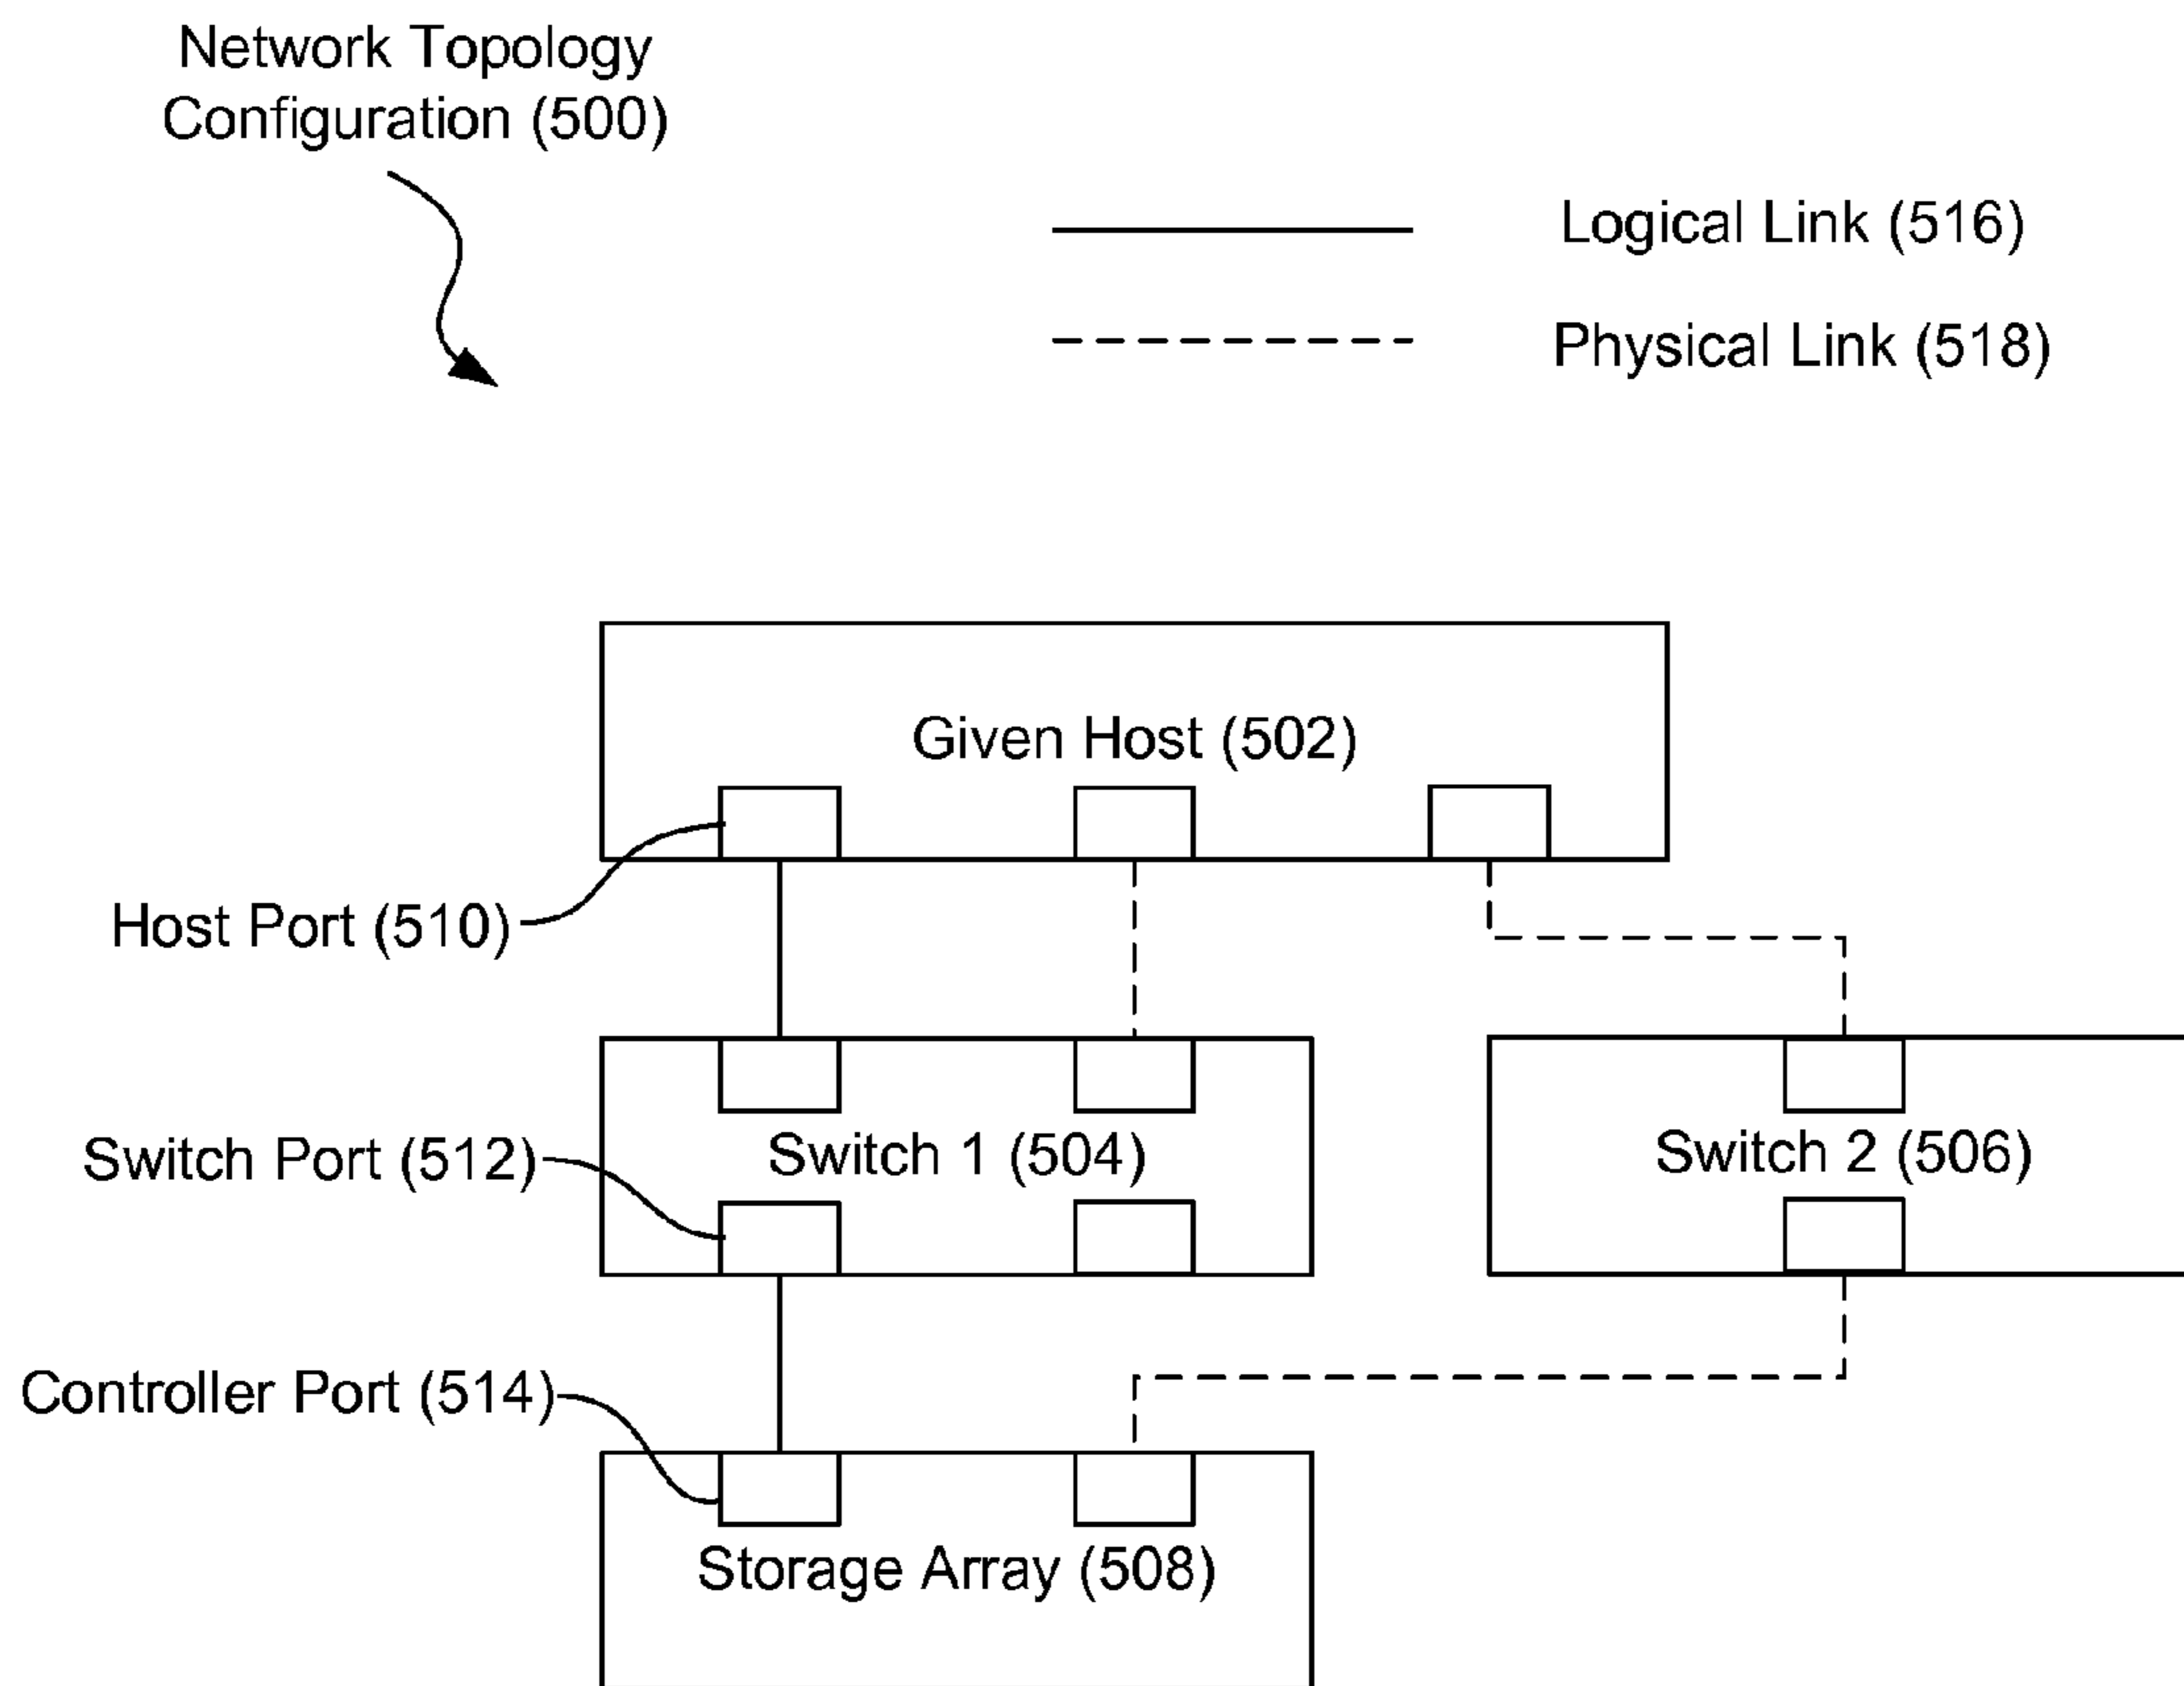 Network Topology
Configuration (500)
Logical Link (516)
Physical Link (518)
Given Host (502)
Host Port (510)
Switch Port (512)
Switch 1 (504)
Switch 2 (506)
Controller Port (514)
Storage Array (508)